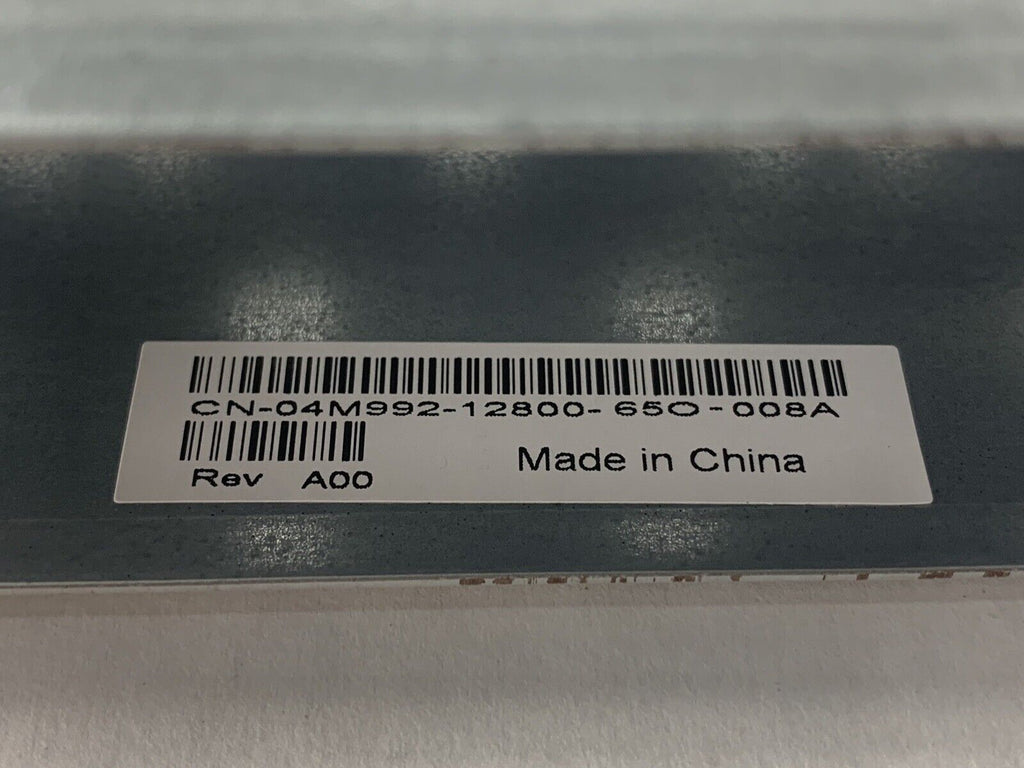 CN-04M992-12800-65O-008A
Rev A00
Made in China